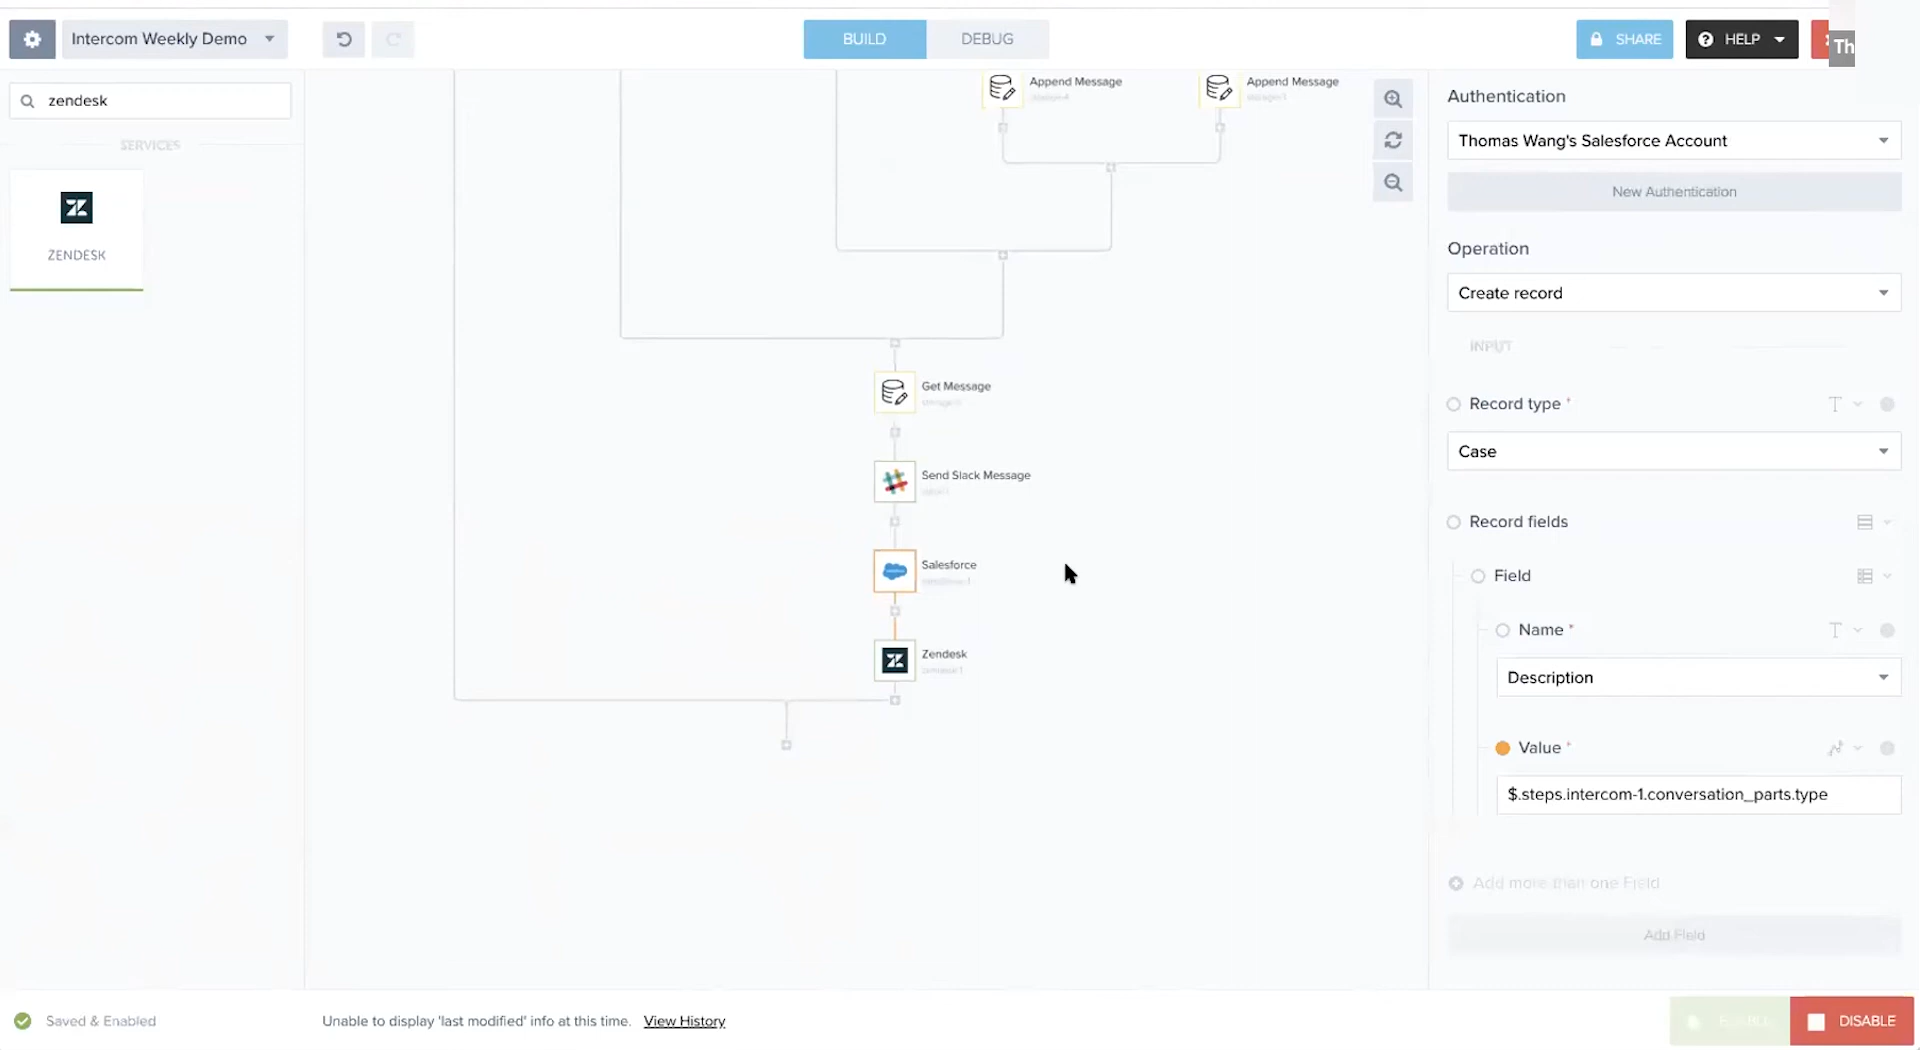 Intercom Weekly Demo
BUILD
DEBUG
SHARE
HELP
Th
zendesk
SERVICES
ZENDESK
Append Message
Append Message
Get Message
Send Slack Message
Salesforce
Zendesk
Authentication
Thomas Wang's Salesforce Account
New Authentication
Operation
Create record
INPUT
Record type *
Case
Record fields
Field
Name *
Description
Value *
$.steps.intercom-1.conversation_parts.type
Add more than one Field
Add Field
Saved & Enabled
Unable to display 'last modified' info at this time. View History
DISABLE